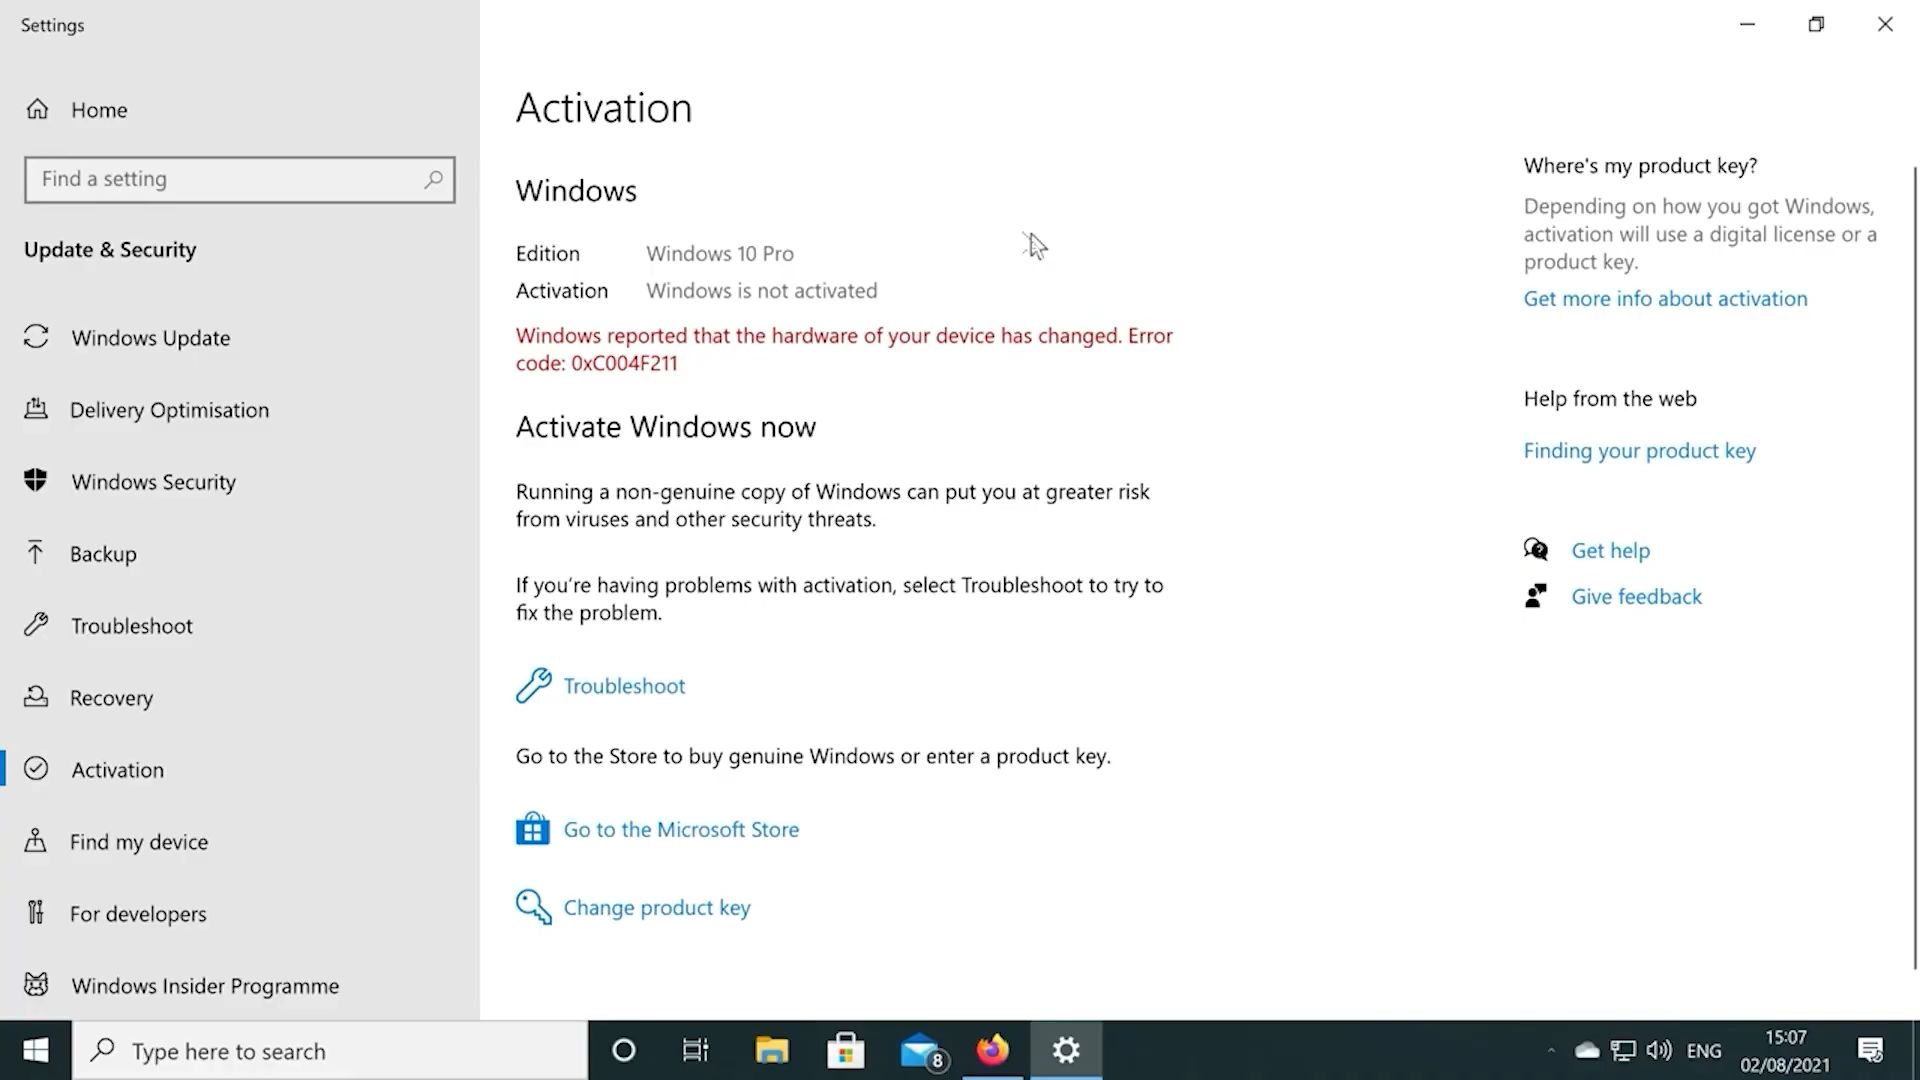 Settings
Home
Find a setting
Update & Security
Windows Update
Delivery Optimisation
Windows Security
Backup
Troubleshoot
Recovery
Activation
Find my device
For developers
Windows Insider Programme
Activation
Windows
Edition Windows 10 Pro
Activation Windows is not activated
Windows reported that the hardware of your device has changed. Error
code: 0xC004F211
Activate Windows now
Running a non-genuine copy of Windows can put you at greater risk
from viruses and other security threats.
If you're having problems with activation, select Troubleshoot to try to
fix the problem.
Troubleshoot
Go to the Store to buy genuine Windows or enter a product key.
Go to the Microsoft Store
Change product key
Where's my product key?
Depending on how you got Windows,
activation will use a digital license or a
product key.
Get more info about activation
Help from the web
Finding your product key
Get help
Give feedback
Type here to search
8
ENG
15:07
02/08/2021